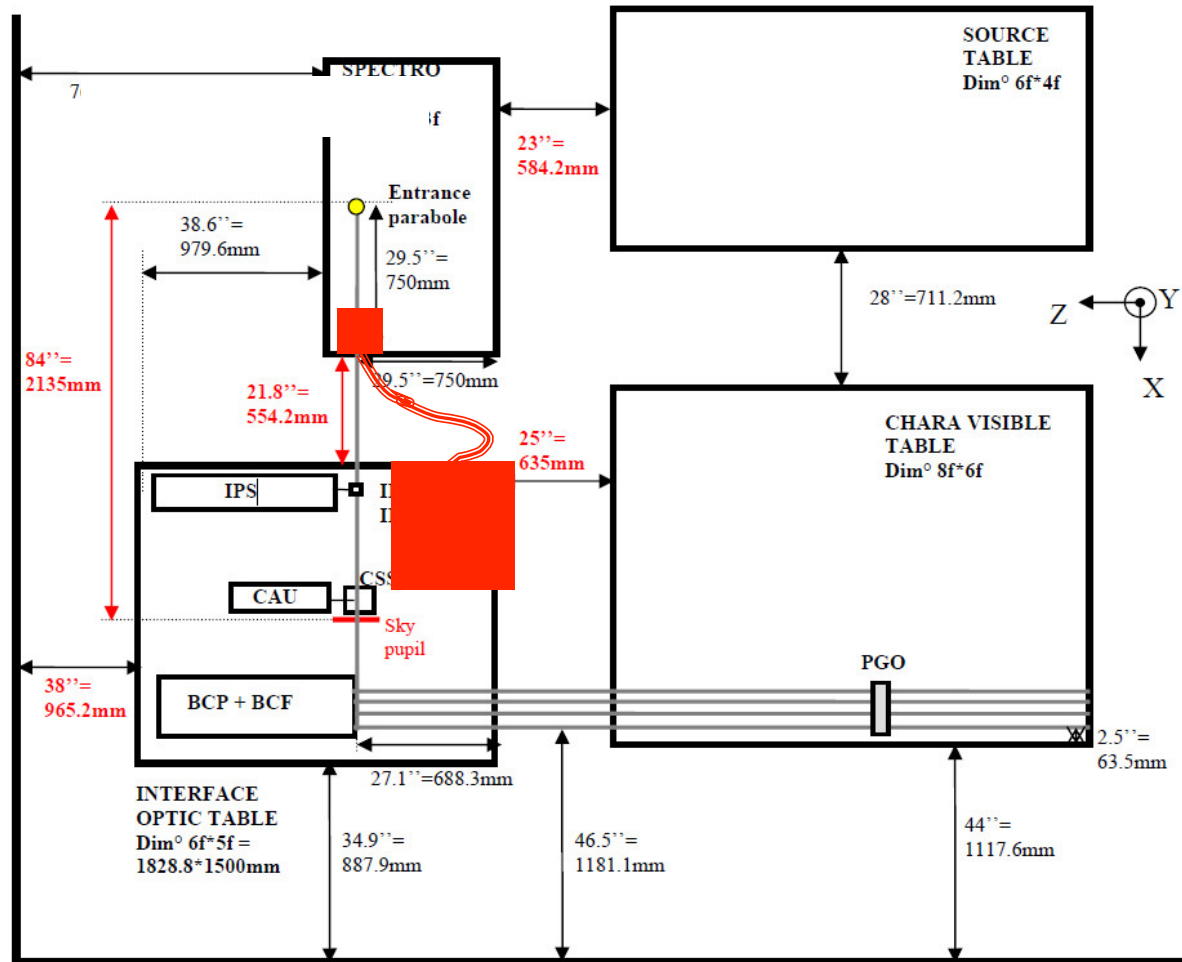 SOURCE
TABLE
Dim° 6f*4f
SPECTRO
23’’=
584.2mm
Entrance
parabole
38.6’’=
979.6mm
29.5’’=
750mm
28’’=711.2mm
Z
Y
X
84’’=
2135mm
21.8’’=
554.2mm
29.5’’=750mm
CHARA VISIBLE
TABLE
Dim° 8f*6f
25’’=
635mm
IPS
CAU
Sky
pupil
PGO
38’’=
965.2mm
BCP + BCF
2.5’’=
63.5mm
27.1’’=688.3mm
INTERFACE
OPTIC TABLE
Dim° 6f*5f =
1828.8*1500mm
34.9’’=
887.9mm
46.5’’=
1181.1mm
44’’=
1117.6mm